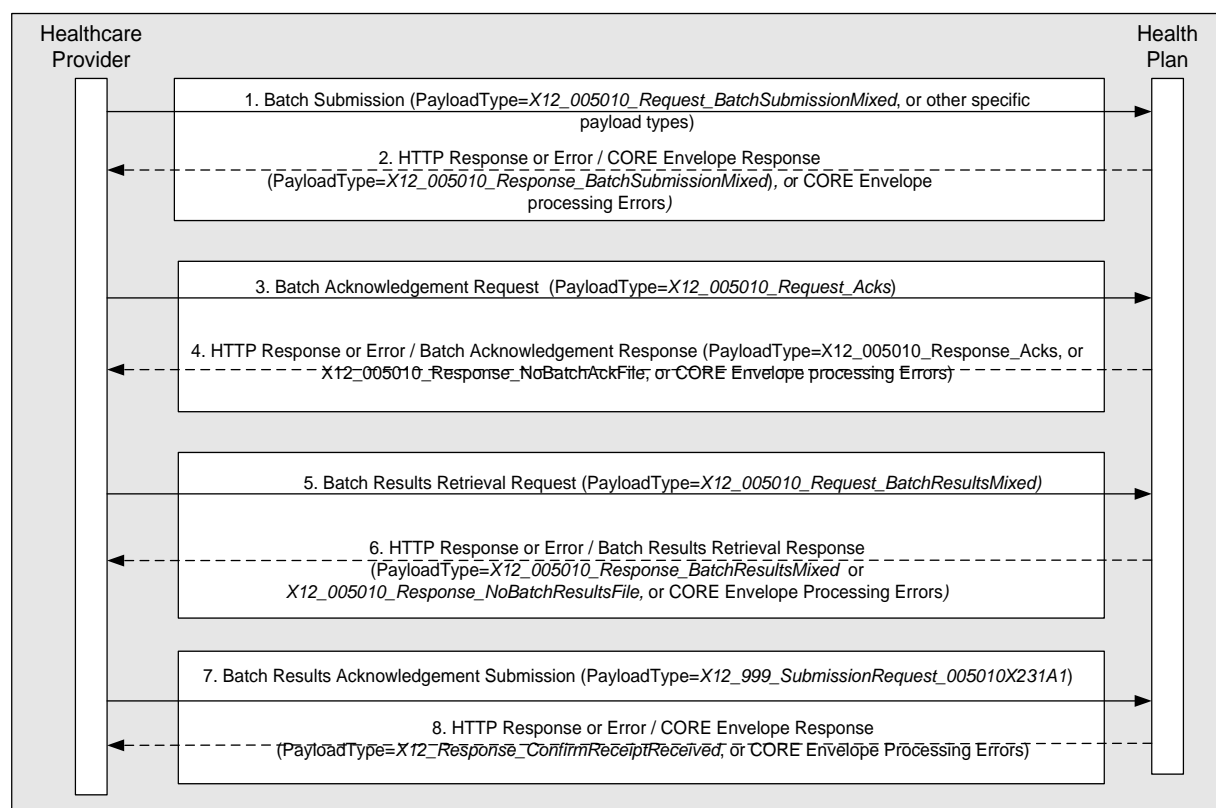 Healthcare
Provider
Health
Plan
1. Batch Submission (PayloadType=X12_005010_Request_BatchSubmissionMixed, or other specific
payload types)
2. HTTP Response or Error / CORE Envelope Response
(PayloadType=X12_005010_Response_BatchSubmissionMixed), or CORE Envelope
processing Errors)
3. Batch Acknowledgement Request (PayloadType=X12_005010_Request_Acks)
4. HTTP Response or Error / Batch Acknowledgement Response (PayloadType=X12_005010_Response_Acks, or
X12_005010_Response_NoBatchAckFile, or CORE Envelope processing Errors)
5. Batch Results Retrieval Request (PayloadType=X12_005010_Request_BatchResultsMixed)
6. HTTP Response or Error / Batch Results Retrieval Response
(PayloadType=X12_005010_Response_BatchResultsMixed or
X12_005010_Response_NoBatchResultsFile, or CORE Envelope Processing Errors)
7. Batch Results Acknowledgement Submission (PayloadType=X12_999_SubmissionRequest_005010X231A1)
8. HTTP Response or Error / CORE Envelope Response
(PayloadType=X12_Response_ConfirmReceiptReceived, or CORE Envelope Processing Errors)